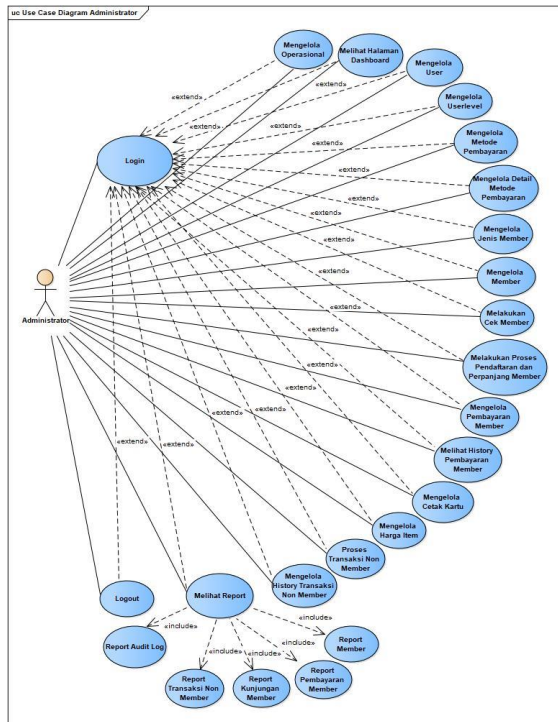 uc Use Case Diagram Administrator
Mengelola
Operasional
Melihat Halaman
Dashboard
Mengelola
User
«extend»
«extend»
«extend»
Mengelola
Userlevel
«extend»
«extend»
Login
Mengelola
Metode
Pembayaran
«extend»
Mengelola Detail
Metode
Pembayaran
«extend»
«extend»
Mengelola
Jenis Member
«extend»
Mengelola
Member
Administrator
«extend»
Melakukan
Cek Member
«extend»
Melakukan Proses
Pendaftaran dan
Perpanjang Member
«extend»
«extend»
Mengelola
Pembayaran
Member
«extend»
«extend»
«extend»
«extend»
Melihat History
Pembayaran
Member
Mengelola
Cetak Kartu
Mengelola
Harga Item
Proses
Transaksi Non
Member
Mengelola
History Transaksi
Non Member
Logout
Melihat Report
«include»
«include»
«include»
«include»
«include»
Report Audit Log
Report
Member
Report
Transaksi Non
Member
Report
Kunjungan
Member
Report
Pembayaran
Member